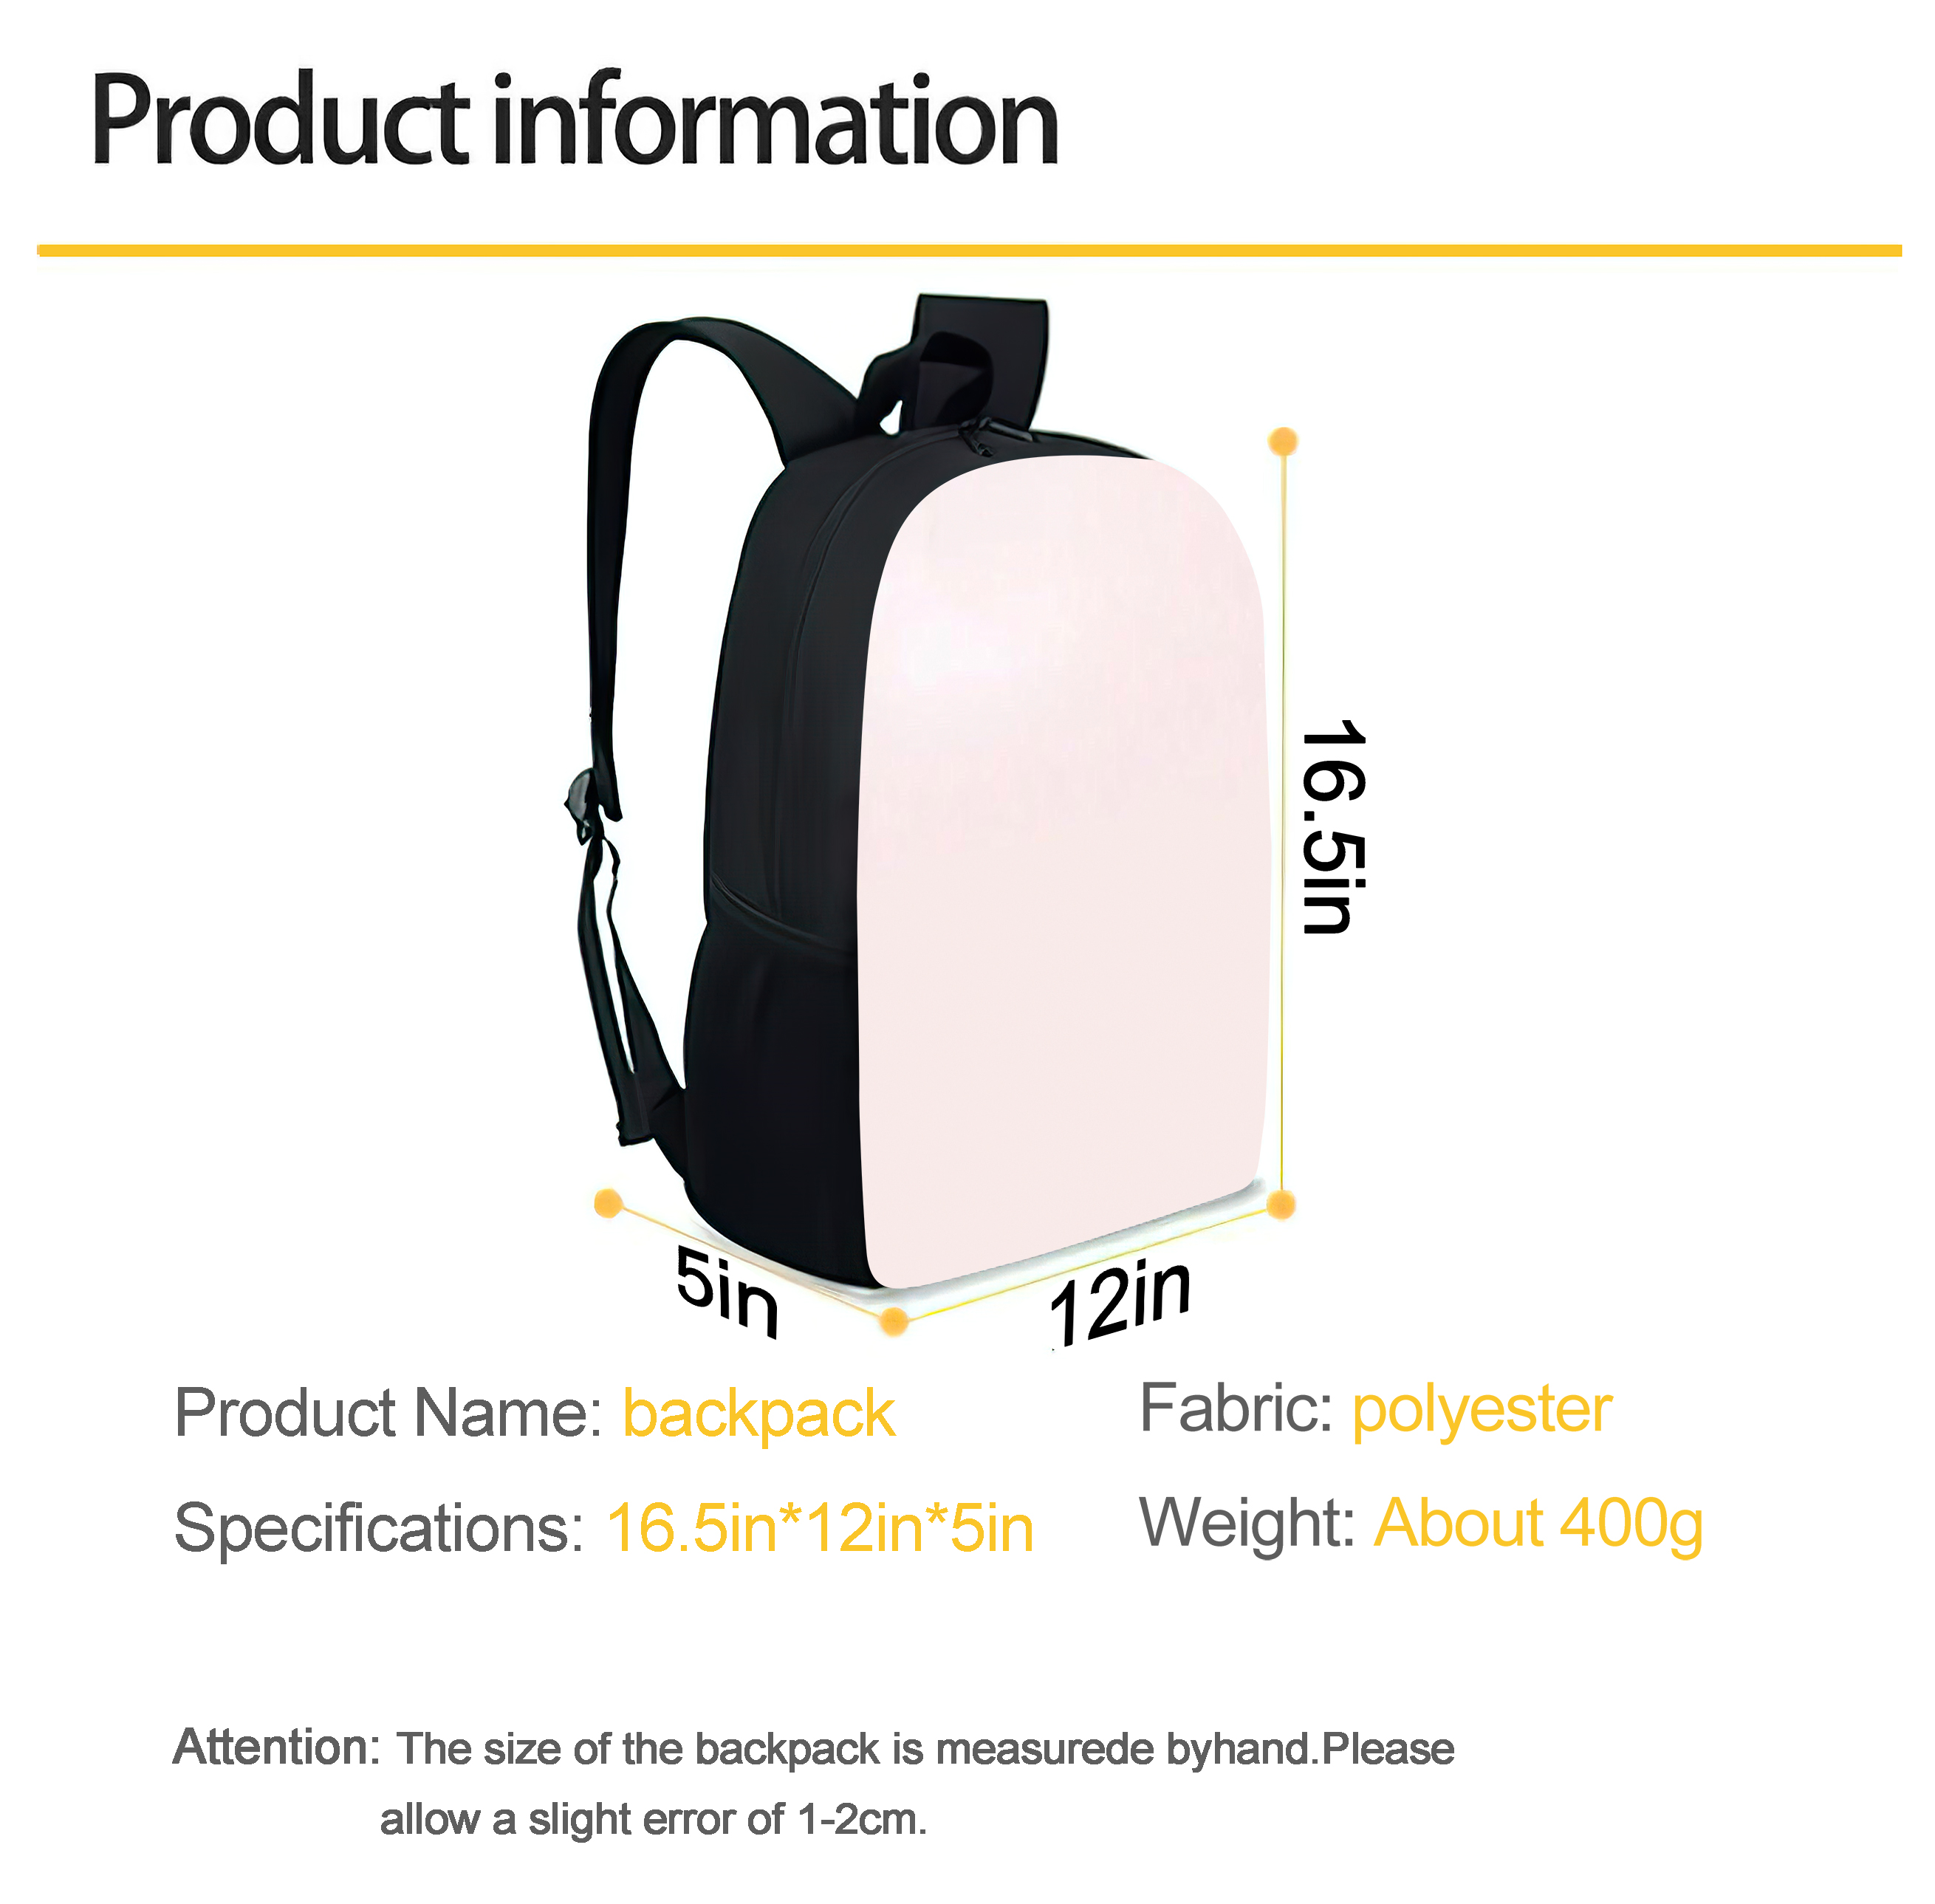 Product information
16.5in
5in
12in
Product Name: backpack
Fabric: polyester
Specifications: 16.5in*12in*5in
Weight: About 400g
Attention: The size of the backpack is measurede byhand.Please
allow a slight error of 1-2cm.